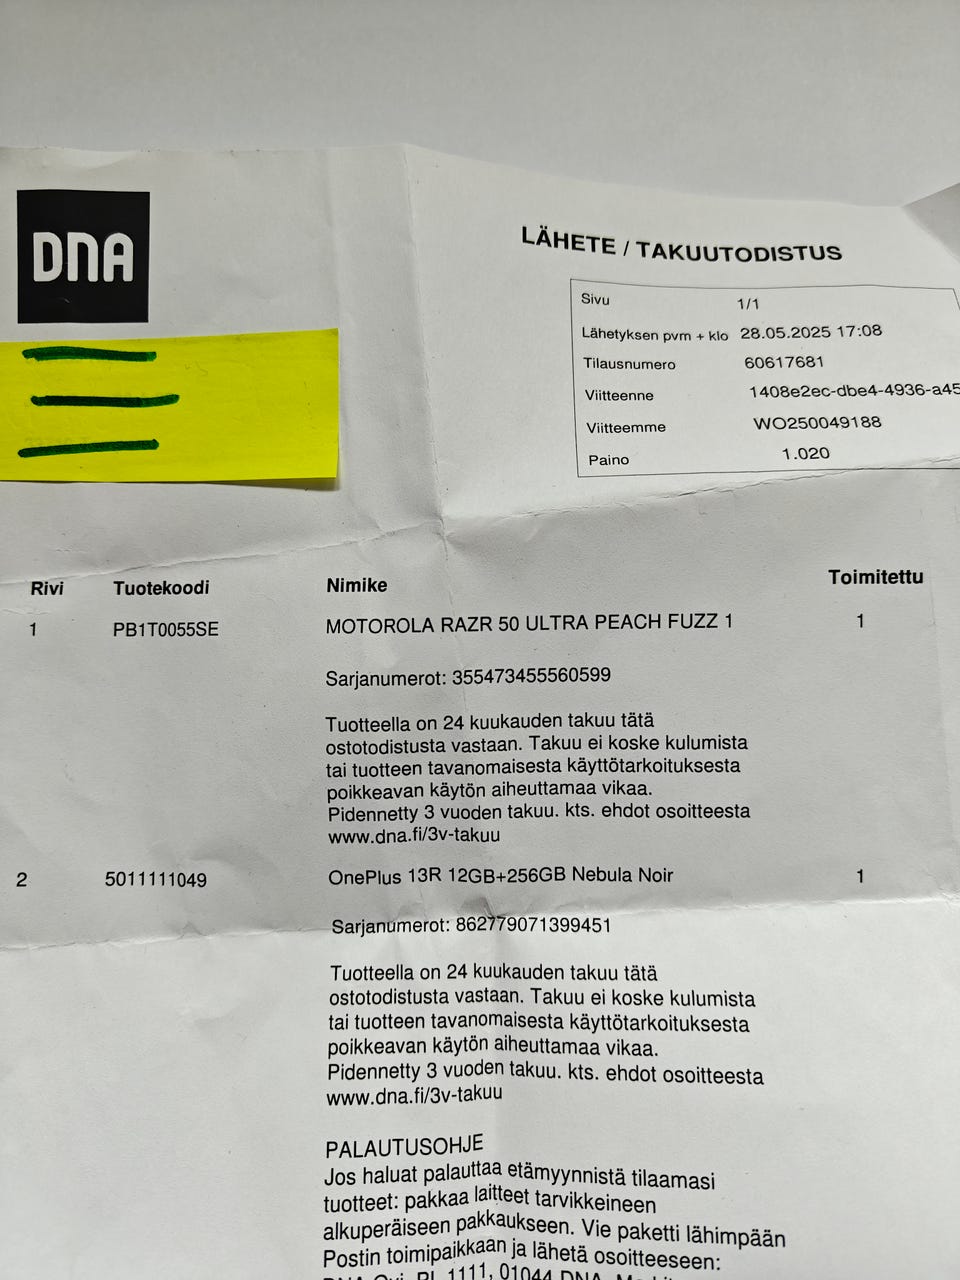 DNA
LÄHETE / TAKUUTODISTUS
Sivu 1/1
Lähetyksen pvm + klo 28.05.2025 17:08
Tilausnumero 60617681
Viitteenne 1408e2ec-dbe4-4936-a45
Viitteemme WO250049188
Paino 1.020
Rivi Tuotekoodi Nimike Toimitettu
1 PB1T0055SE MOTOROLA RAZR 50 ULTRA PEACH FUZZ 1 1
Sarjanumerot: 355473455560599
Tuotteella on 24 kuukauden takuu tätä
ostotodistusta vastaan. Takuu ei koske kulumista
tai tuotteen tavanomaisesta käyttötarkoituksesta
poikkeavan käytön aiheuttamaa vikaa.
Pidennetty 3 vuoden takuu. kts. ehdot osoitteesta
www.dna.fi/3v-takuu
2 5011111049 OnePlus 13R 12GB+256GB Nebula Noir 1
Sarjanumerot: 862779071399451
Tuotteella on 24 kuukauden takuu tätä
ostotodistusta vastaan. Takuu ei koske kulumista
tai tuotteen tavanomaisesta käyttötarkoituksesta
poikkeavan käytön aiheuttamaa vikaa.
Pidennetty 3 vuoden takuu. kts. ehdot osoitteesta
www.dna.fi/3v-takuu
PALAUTUSOHJE
Jos haluat palauttaa etämyynnistä tilaamasi
tuotteet: pakkaa laitteet tarvikkeineen
alkuperäiseen pakkaukseen. Vie paketti lähimpään
Postin toimipaikkaan ja lähetä osoitteeseen:
DNA Oyj, PL 1111, 01044 DNA,